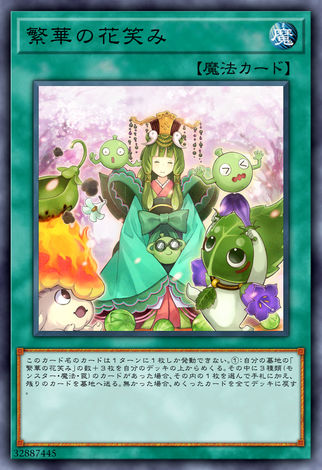 繁華の花笑み
魔
【魔法カード】
このカード名のカードは1ターンに1枚しか発動できない。①：自分の墓地の「
繁華の花笑み」の数+3枚を自分のデッキの上からめくる。その中に3種類(モ
ンスター・魔法・罠)のカードがあった場合、その内の1枚を選んで手札に加え、
残りのカードを墓地へ送る。無かった場合、めくったカードを全てデッキに戻す
。
32887445